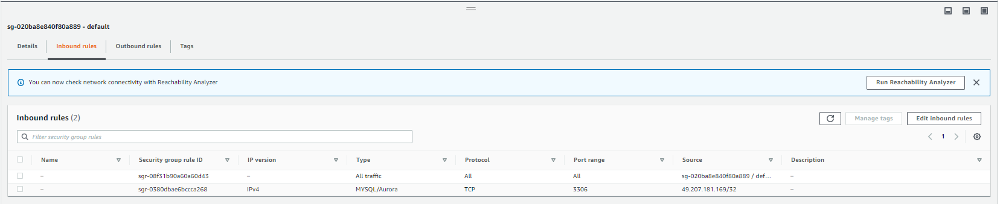 sg-020ba8e840f80a889 - default
Details Inbound rules Outbound rules Tags
You can now check network connectivity with Reachability Analyzer Run Reachability Analyzer
Inbound rules (2) Manage tags Edit inbound rules
Filter security group rules 1
Name Security group rule ID IP version Type Protocol Port range Source Description
– sgr-08f31b90a60a60d43 – All traffic All All sg-020ba8e840f80a889 / def... –
– sgr-0380dbae6bccca268 IPv4 MYSQL/Aurora TCP 3306 49.207.181.169/32 –